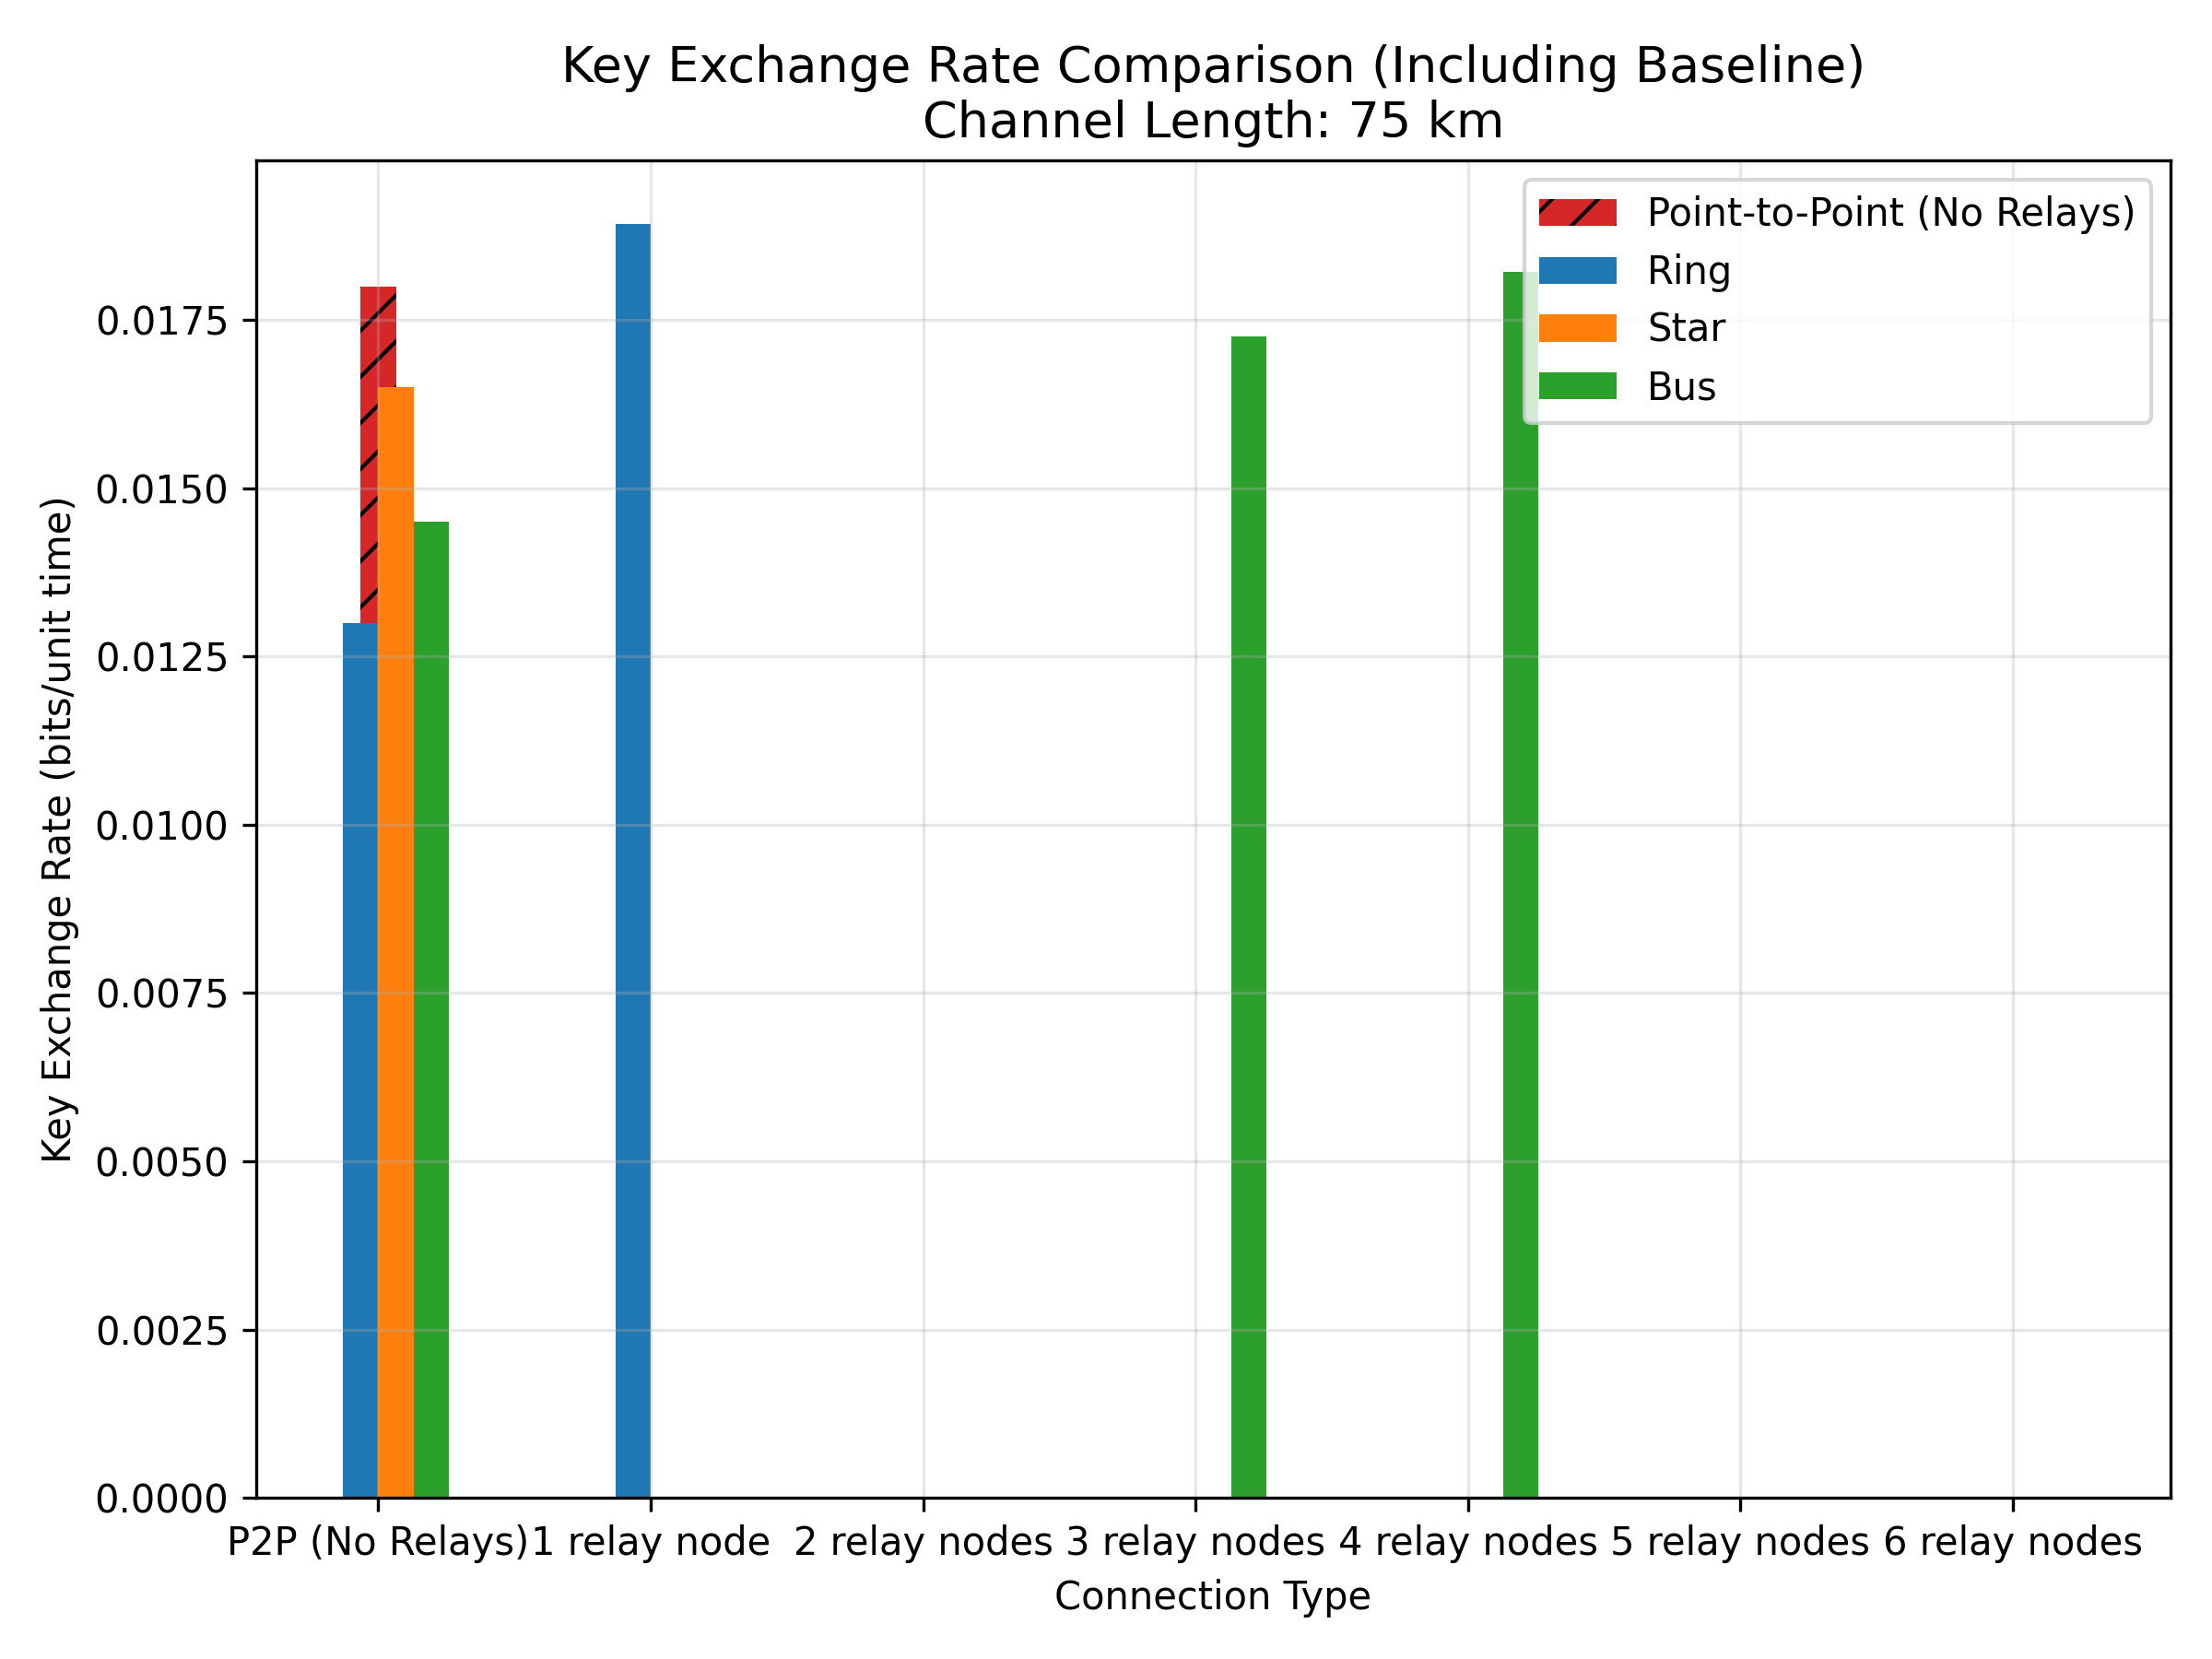 Key Exchange Rate Comparison (Including Baseline)
Channel Length: 75 km
Point-to-Point (No Relays)
Ring
Star
Bus
Key Exchange Rate (bits/unit time)
0.0175
0.0150
0.0125
0.0100
0.0075
0.0050
0.0025
0.0000
P2P (No Relays) 1 relay node 2 relay nodes 3 relay nodes 4 relay nodes 5 relay nodes 6 relay nodes
Connection Type